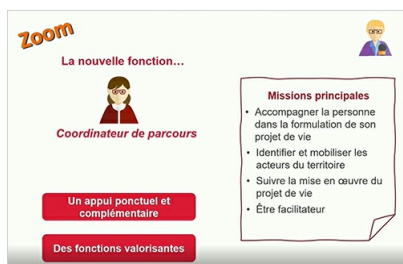 Zoom
La nouvelle fonction...
Coordinateur de parcours
Un appui ponctuel et
complémentaire
Des fonctions valorisantes
Missions principales
• Accompagner la personne
dans la formulation de son
projet de vie
• Identifier et mobiliser les
acteurs du territoire
• Suivre la mise en œuvre du
projet de vie
• Être facilitateur